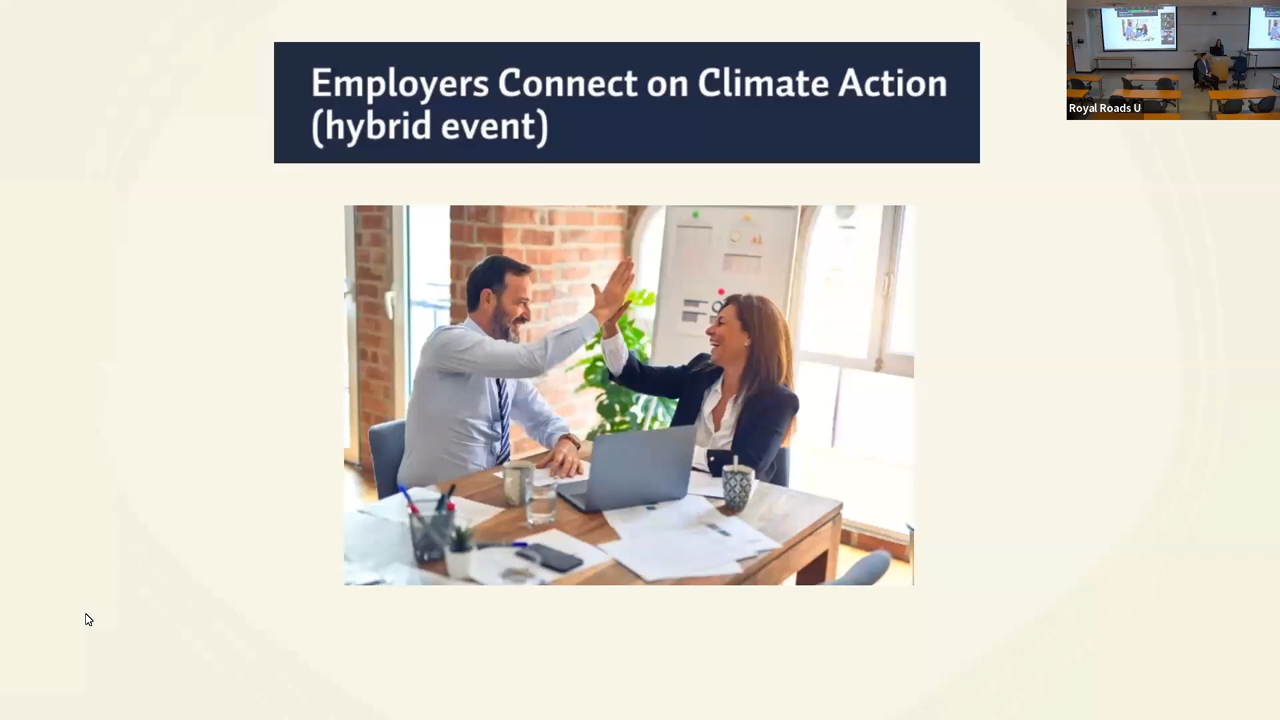 Employers Connect on Climate Action
(hybrid event)
Royal Roads U